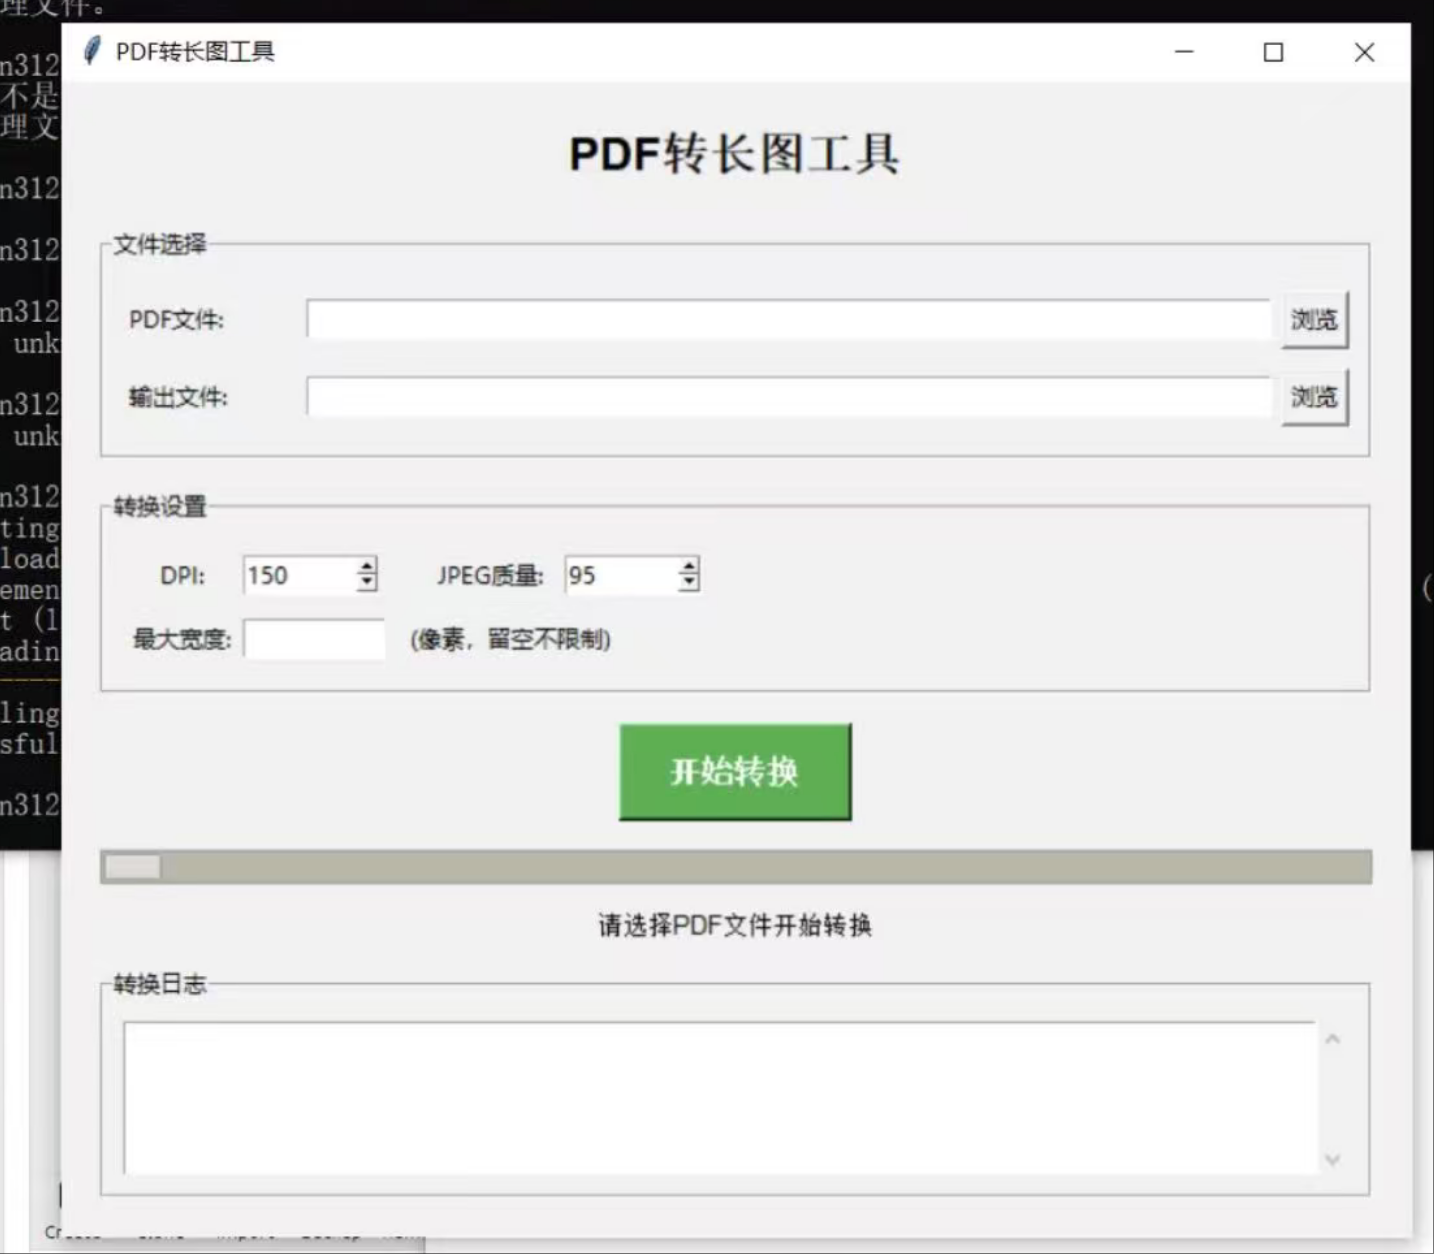 理文件。
n312
不是
理文
n312
n312
n312
unk
n312
unk
n312
ting
load
emen
t (l
adin
ling
sful
n312
(
PDF转长图工具
PDF转长图工具
文件选择
PDF文件: 浏览
输出文件: 浏览
转换设置
DPI: 150 JPEG质量: 95
最大宽度: (像素，留空不限制)
开始转换
请选择PDF文件开始转换
转换日志